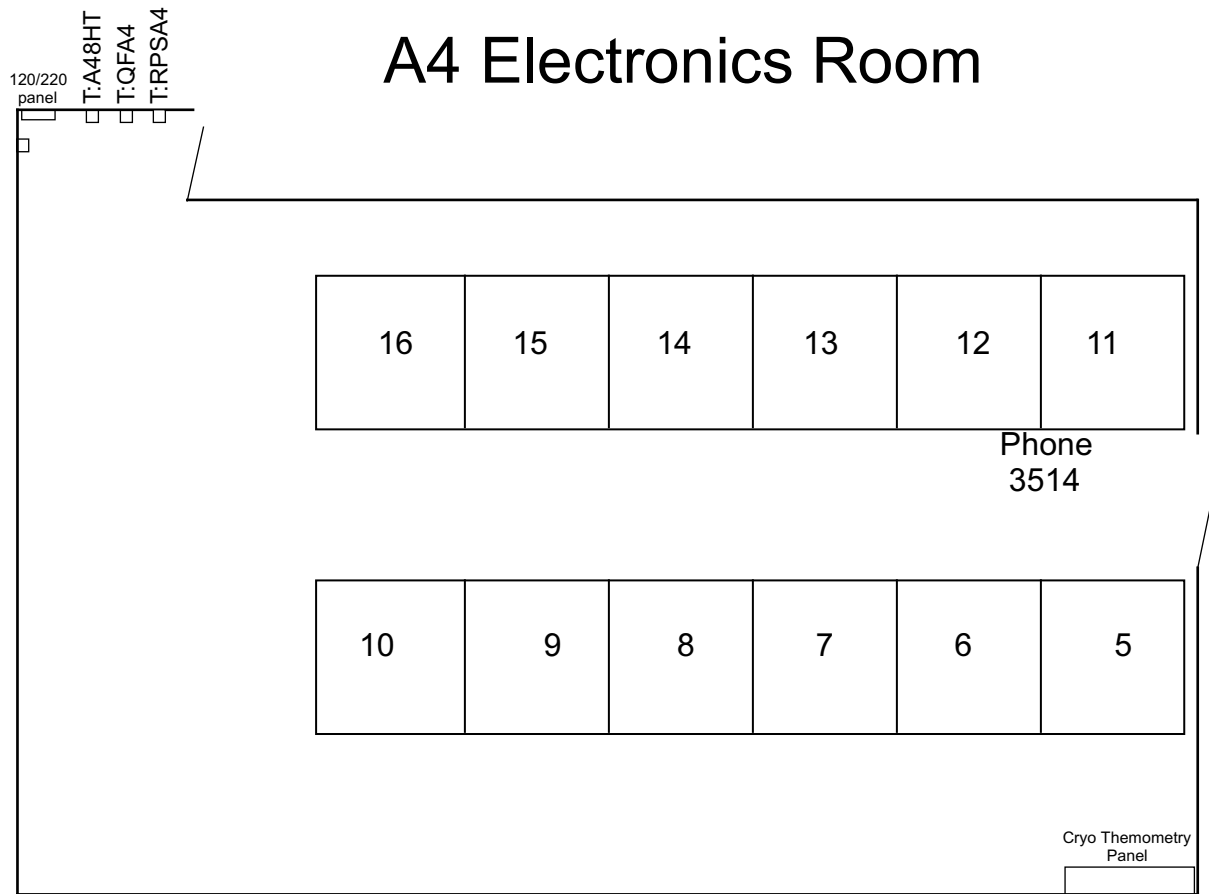 A4 Electronics Room
120/220
panel
T:A48HT
T:QFA4
T:RPSA4
16 15 14 13 12 11
Phone
3514
10 9 8 7 6 5
Cryo Themometry
Panel